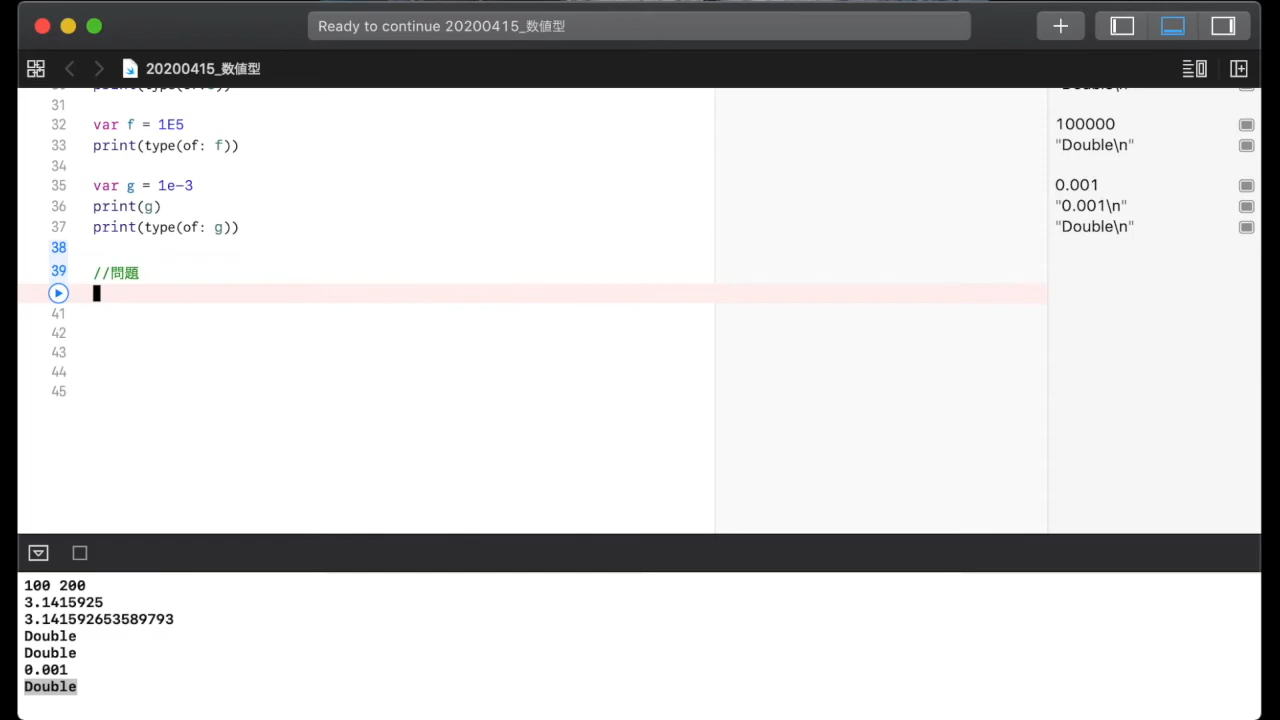 Ready to continue 20200415_数値型
20200415_数値型
31
32 var f = 1E5 100000
33 print(type(of: f)) "Double\n"
34
35 var g = 1e-3 0.001
36 print(g) "0.001\n"
37 print(type(of: g)) "Double\n"
38
39 //問題
41
42
43
44
45
100 200
3.1415925
3.141592653589793
Double
Double
0.001
Double